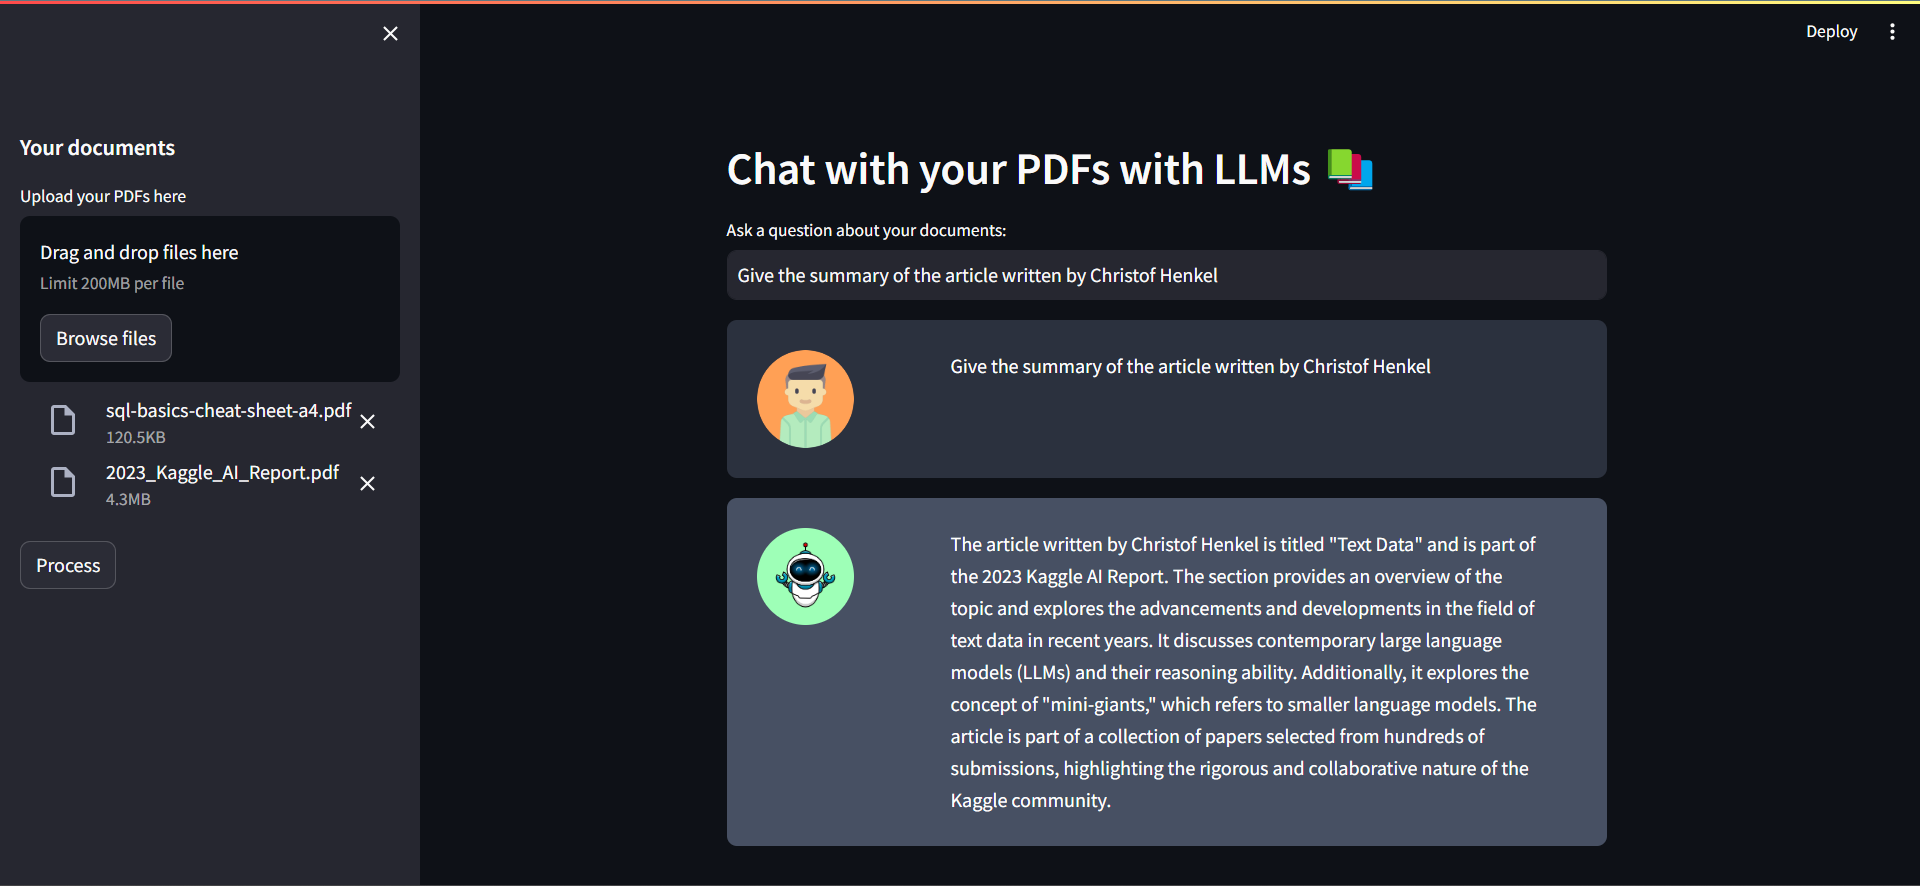 Deploy
Your documents
Upload your PDFs here
Drag and drop files here
Limit 200MB per file
Browse files
sql-basics-cheat-sheet-a4.pdf
120.5KB
2023_Kaggle_AI_Report.pdf
4.3MB
Process
Chat with your PDFs with LLMs
Ask a question about your documents:
Give the summary of the article written by Christof Henkel
Give the summary of the article written by Christof Henkel
The article written by Christof Henkel is titled "Text Data" and is part of
the 2023 Kaggle AI Report. The section provides an overview of the
topic and explores the advancements and developments in the field of
text data in recent years. It discusses contemporary large language
models (LLMs) and their reasoning ability. Additionally, it explores the
concept of "mini-giants," which refers to smaller language models. The
article is part of a collection of papers selected from hundreds of
submissions, highlighting the rigorous and collaborative nature of the
Kaggle community.